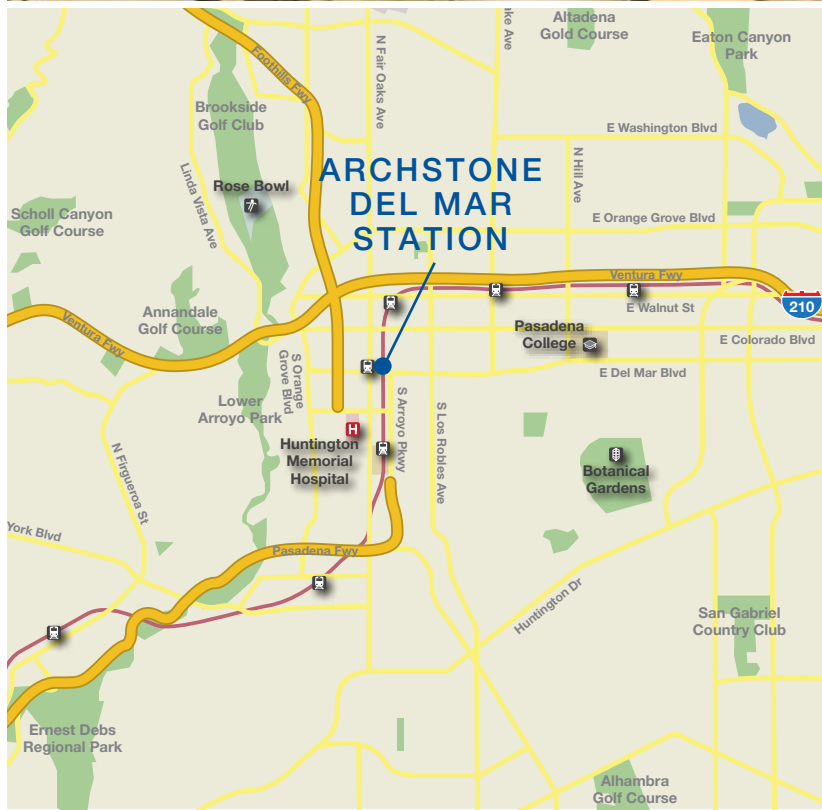 ake Ave
Altadena
Gold Course
Eaton Canyon
Park
N Fair Oaks Ave
Foothills Fwy
Brookside
Golf Club
E Washington Blvd
N Hill Ave
Linda Vista Ave
Rose Bowl
ARCHSTONE
DEL MAR
STATION
Scholl Canyon
Golf Course
E Orange Grove Blvd
Ventura Fwy
210
E Walnut St
Annandale
Golf Course
Ventura Fwy
Pasadena
College
E Colorado Blvd
E Del Mar Blvd
S Orange
Grove Blvd
Lower
Arroyo Park
S Arroyo Pkwy
S Los Robles Ave
H
Huntington
Memorial
Hospital
N Firgueroa St
Botanical
Gardens
York Blvd
Pasadena Fwy
Huntington Dr
San Gabriel
Country Club
Ernest Debs
Regional Park
Alhambra
Golf Course